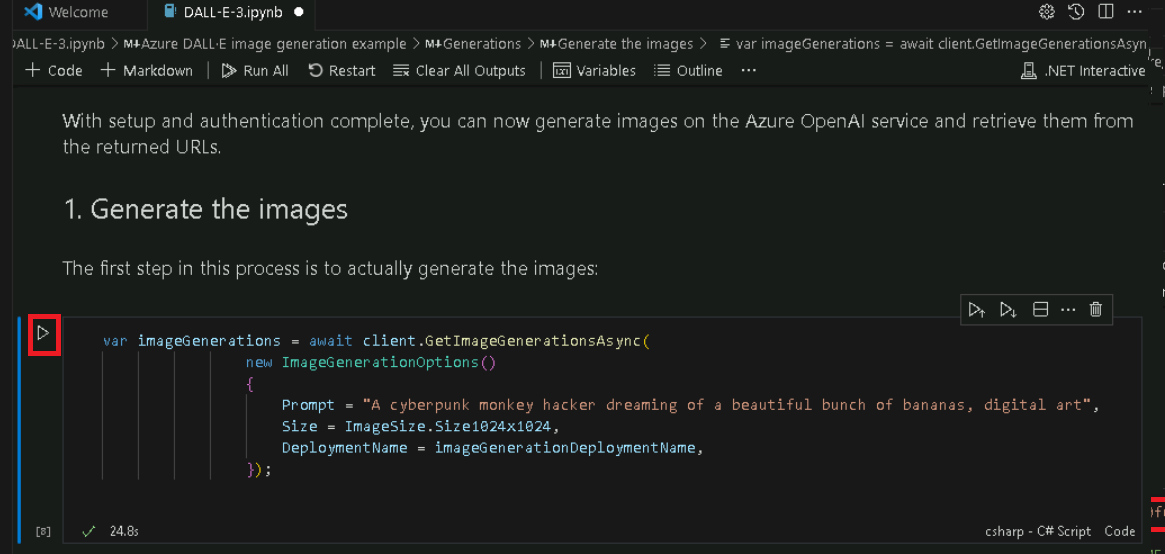 Welcome
DALL-E-3.ipynb
DALL-E-3.ipynb > M↓Azure DALL·E image generation example > M↓Generations > M↓Generate the images > var imageGenerations = await client.GetImageGenerationsAsyn
+ Code + Markdown | Run All Restart Clear All Outputs | Variables Outline ··· .NET Interactive
With setup and authentication complete, you can now generate images on the Azure OpenAI service and retrieve them from
the returned URLs.
1. Generate the images
The first step in this process is to actually generate the images:
var imageGenerations = await client.GetImageGenerationsAsync(
new ImageGenerationOptions()
{
Prompt = "A cyberpunk monkey hacker dreaming of a beautiful bunch of bananas, digital art",
Size = ImageSize.Size1024x1024,
DeploymentName = imageGenerationDeploymentName,
});
[8] ✓ 24.8s
csharp - C# Script Code